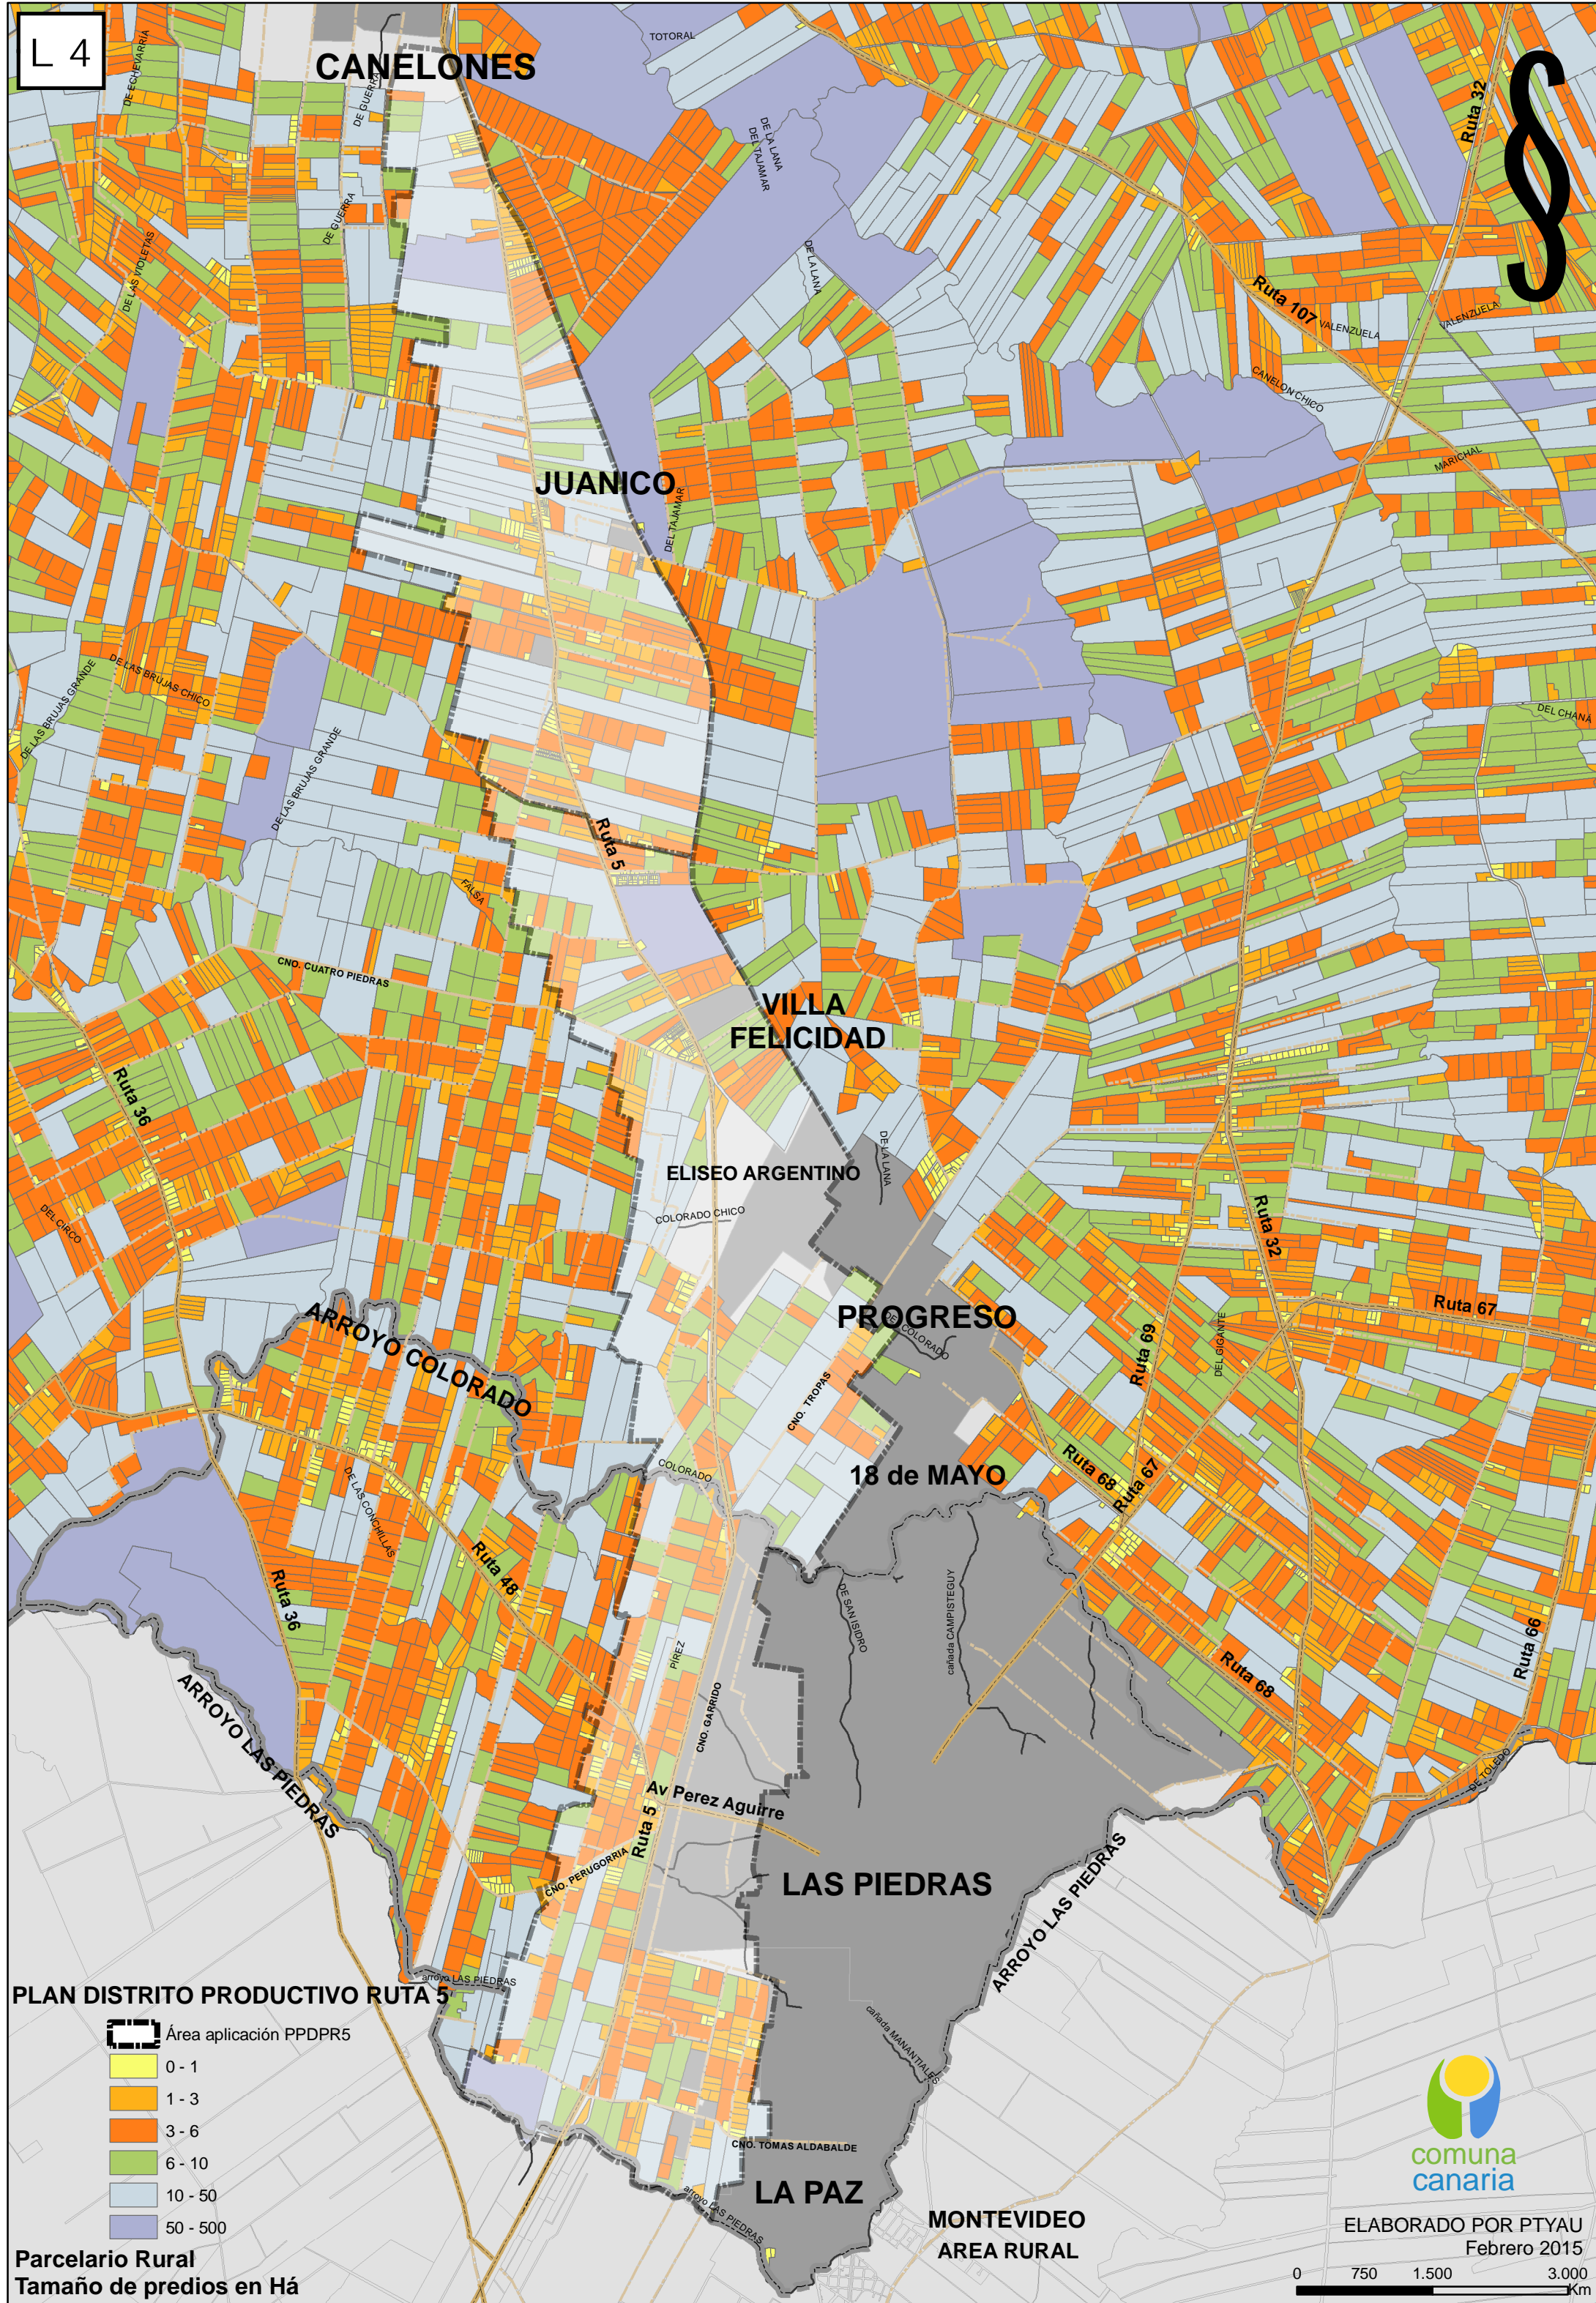 L 4
CANELONES
TOTORAL
DE ECHEVARRÍA
DE GUERRA
DE LA LANA
DEL TAJAMAR
Ruta 32
§
DE GUERRA
DE LAS VIOLETAS
DE LA LANA
Ruta 107
VALENZUELA
VALENZUELA
CANELON CHICO
MARICHAL
JUANICO
DEL TAJAMAR
DE LAS BRUJAS GRANDE
DE LAS BRUJAS CHICO
DE LAS BRUJAS GRANDE
DEL CHANÁ
Ruta 5
FALSA
CNO. CUATRO PIEDRAS
VILLA
FELICIDAD
Ruta 36
DE LA LANA
ELISEO ARGENTINO
COLORADO CHICO
DEL CIRCO
Ruta 32
ARROYO COLORADO
PROGRESO
DEL COLORADO
Ruta 67
Ruta 69
DEL GIGANTE
CNO. TROPAS
COLORADO
18 de MAYO
Ruta 68
Ruta 67
DE LAS CONCHILLAS
Ruta 48
Ruta 36
DE SAN ISIDRO
cañada CAMPISTEGUY
PIREZ
CNO. GARRIDO
Ruta 68
Ruta 66
ARROYO LAS PIEDRAS
DE TOLEDO
Av Perez Aguirre
Ruta 5
CNO. PERUGORRIA
LAS PIEDRAS
ARROYO LAS PIEDRAS
arroyo LAS PIEDRAS
PLAN DISTRITO PRODUCTIVO RUTA 5
Área aplicación PPDPR5
0 - 1
1 - 3
3 - 6
6 - 10
10 - 50
50 - 500
Parcelario Rural
Tamaño de predios en Há
cañada MANANTIALES
CNO. TOMAS ALDABALDE
LA PAZ
arroyo LAS PIEDRAS
MONTEVIDEO
AREA RURAL
comuna
canaria
ELABORADO POR PTYAU
Febrero 2015
0 750 1.500 3.000
Km